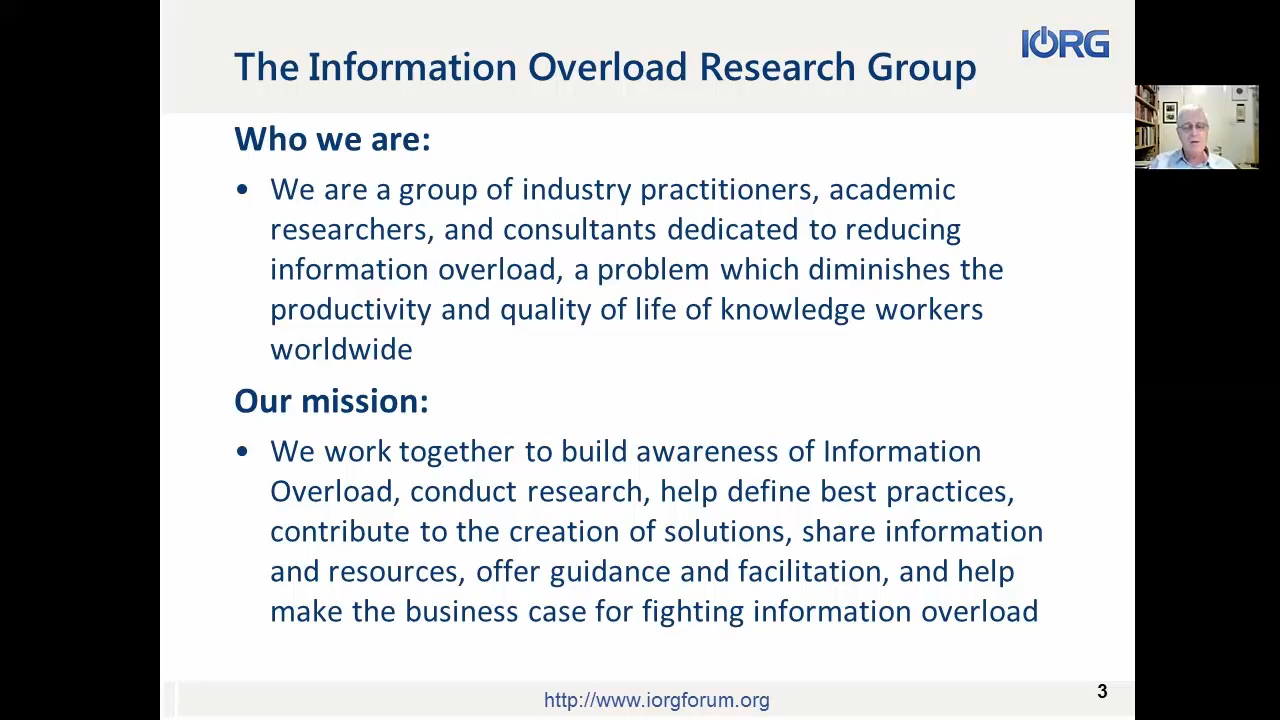 The Information Overload Research Group
IORG
Who we are:
• We are a group of industry practitioners, academic
researchers, and consultants dedicated to reducing
information overload, a problem which diminishes the
productivity and quality of life of knowledge workers
worldwide
Our mission:
• We work together to build awareness of Information
Overload, conduct research, help define best practices,
contribute to the creation of solutions, share information
and resources, offer guidance and facilitation, and help
make the business case for fighting information overload
http://www.iorgforum.org
3